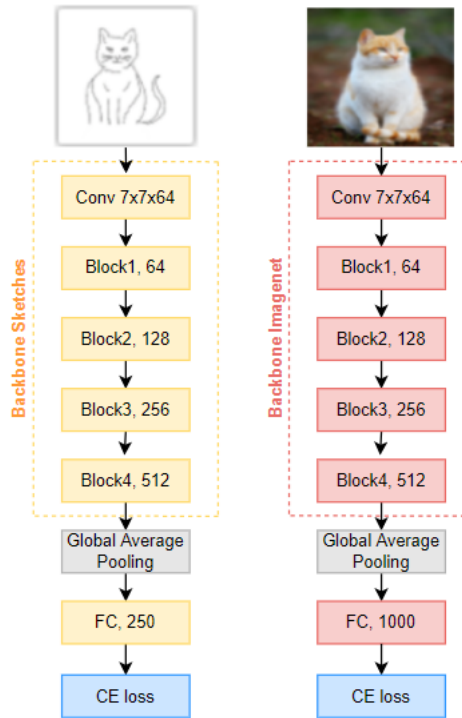 Backbone Sketches
Conv 7x7x64
Block1, 64
Block2, 128
Block3, 256
Block4, 512
Global Average
Pooling
FC, 250
CE loss
Backbone Imagenet
Conv 7x7x64
Block1, 64
Block2, 128
Block3, 256
Block4, 512
Global Average
Pooling
FC, 1000
CE loss